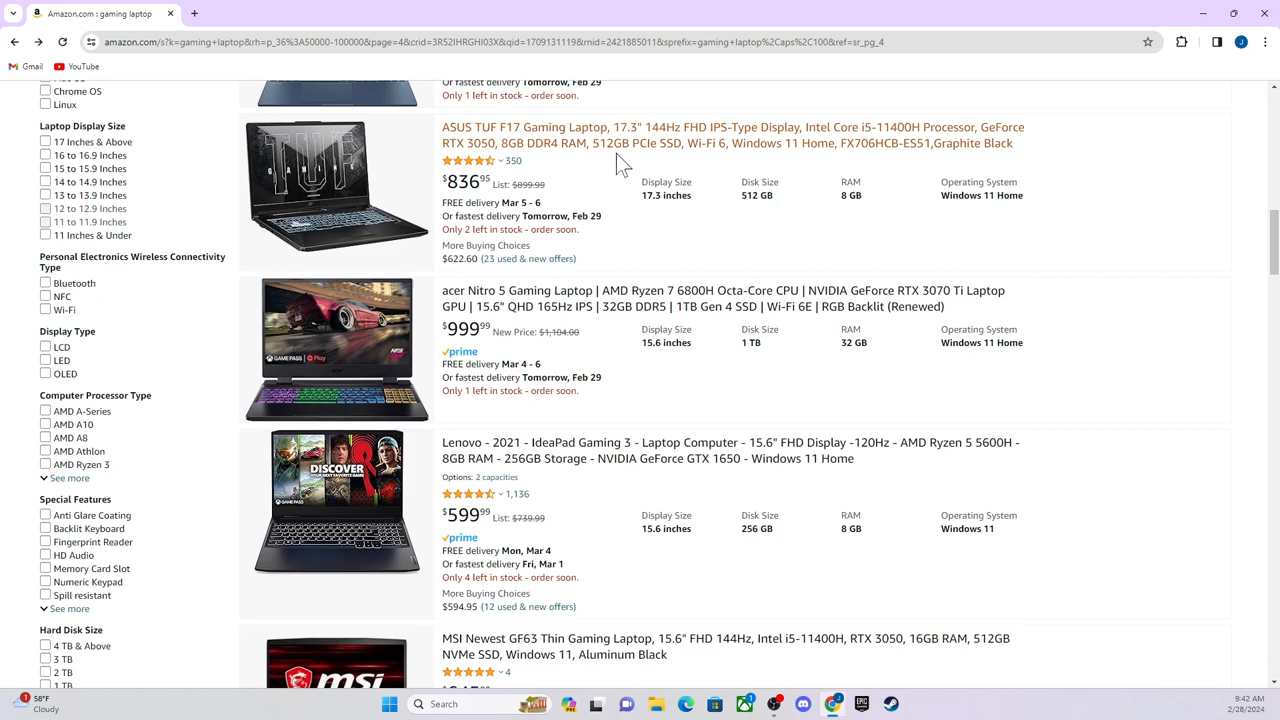 Amazon.com : gaming laptop
amazon.com/s?k=gaming+laptop&rh=p_36%3A50000-100000&page=4&crid=3R52IHRGHI03X&qid=1709131119&rnid=2421885011&sprefix=gaming+laptop%2Caps%2C100&ref=sr_pg_4
J
Gmail
YouTube
Chrome OS
Linux
Laptop Display Size
17 Inches & Above
16 to 16.9 Inches
15 to 15.9 Inches
14 to 14.9 Inches
13 to 13.9 Inches
12 to 12.9 Inches
11 to 11.9 Inches
11 Inches & Under
Personal Electronics Wireless Connectivity
Type
Bluetooth
NFC
Wi-Fi
Display Type
LCD
LED
OLED
Computer Processor Type
AMD A-Series
AMD A10
AMD A8
AMD Athlon
AMD Ryzen 3
See more
Special Features
Anti Glare Coating
Backlit Keyboard
Fingerprint Reader
HD Audio
Memory Card Slot
Numeric Keypad
Spill resistant
See more
Hard Disk Size
4 TB & Above
3 TB
2 TB
1 TB
Or fastest delivery Tomorrow, Feb 29
Only 1 left in stock - order soon.
TUF
GAMING
ASUS TUF F17 Gaming Laptop, 17.3" 144Hz FHD IPS-Type Display, Intel Core i5-11400H Processor, GeForce
RTX 3050, 8GB DDR4 RAM, 512GB PCIe SSD, Wi-Fi 6, Windows 11 Home, FX706HCB-ES51,Graphite Black
350
$83695 List: $899.99
FREE delivery Mar 5 - 6
Or fastest delivery Tomorrow, Feb 29
Only 2 left in stock - order soon.
More Buying Choices
$622.60 (23 used & new offers)
Display Size Disk Size RAM Operating System
17.3 inches 512 GB 8 GB Windows 11 Home
GAME PASS
Play
acer Nitro 5 Gaming Laptop | AMD Ryzen 7 6800H Octa-Core CPU | NVIDIA GeForce RTX 3070 Ti Laptop
GPU | 15.6" QHD 165Hz IPS | 32GB DDR5 | 1TB Gen 4 SSD | Wi-Fi 6E | RGB Backlit (Renewed)
$99999 New Price: $1,104.00
prime
FREE delivery Mar 4 - 6
Or fastest delivery Tomorrow, Feb 29
Only 1 left in stock - order soon.
Display Size Disk Size RAM Operating System
15.6 inches 1 TB 32 GB Windows 11 Home
DISCOVER
YOUR NEXT FAVORITE GAME
GAME PASS
Lenovo - 2021 - IdeaPad Gaming 3 - Laptop Computer - 15.6" FHD Display -120Hz - AMD Ryzen 5 5600H -
8GB RAM - 256GB Storage - NVIDIA GeForce GTX 1650 - Windows 11 Home
Options: 2 capacities
1,136
$59999 List: $739.99
prime
FREE delivery Mon, Mar 4
Or fastest delivery Fri, Mar 1
Only 4 left in stock - order soon.
More Buying Choices
$594.95 (12 used & new offers)
Display Size Disk Size RAM Operating System
15.6 inches 256 GB 8 GB Windows 11
msi
MSI Newest GF63 Thin Gaming Laptop, 15.6" FHD 144Hz, Intel i5-11400H, RTX 3050, 16GB RAM, 512GB
NVMe SSD, Windows 11, Aluminum Black
4
1
58°F
Cloudy
Search
1
EPIC
9:42 AM
2/28/2024